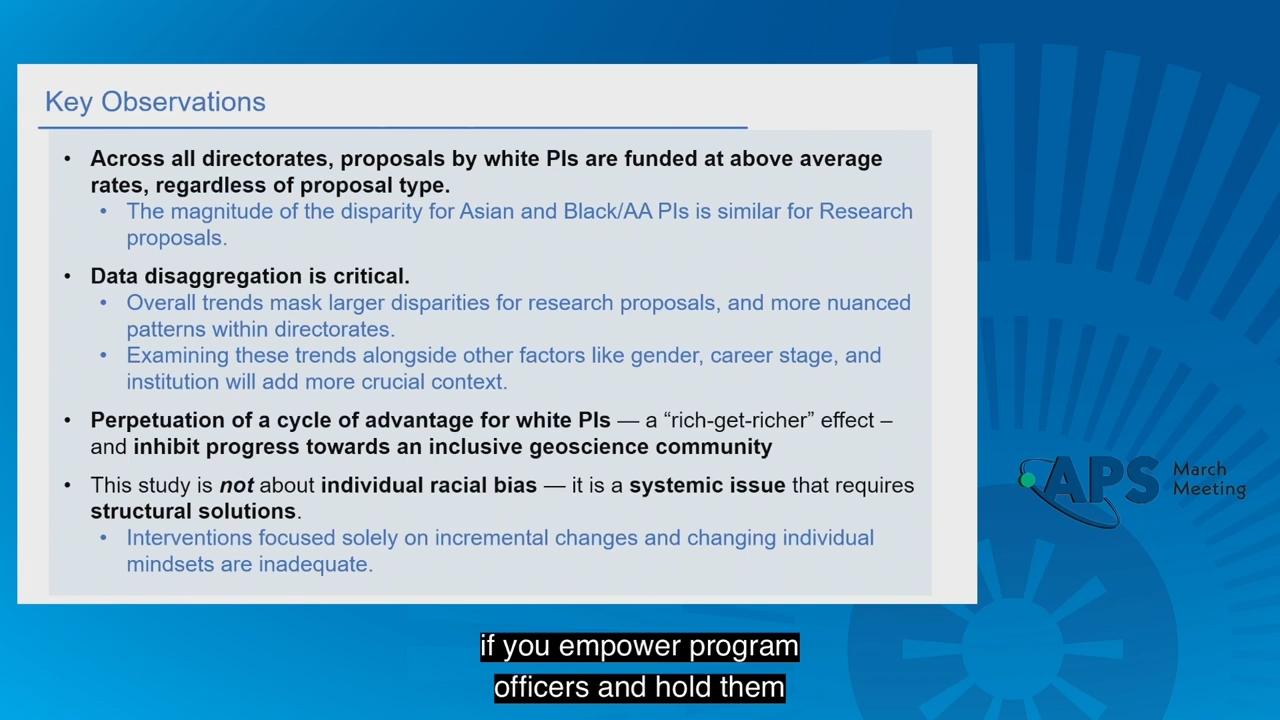 Key Observations
• Across all directorates, proposals by white PIs are funded at above average
rates, regardless of proposal type.
• The magnitude of the disparity for Asian and Black/AA PIs is similar for Research
proposals.
• Data disaggregation is critical.
• Overall trends mask larger disparities for research proposals, and more nuanced
patterns within directorates.
• Examining these trends alongside other factors like gender, career stage, and
institution will add more crucial context.
• Perpetuation of a cycle of advantage for white PIs — a “rich-get-richer” effect –
and inhibit progress towards an inclusive geoscience community
• This study is not about individual racial bias — it is a systemic issue that requires
structural solutions.
• Interventions focused solely on incremental changes and changing individual
mindsets are inadequate.
APS March
Meeting
if you empower program
officers and hold them